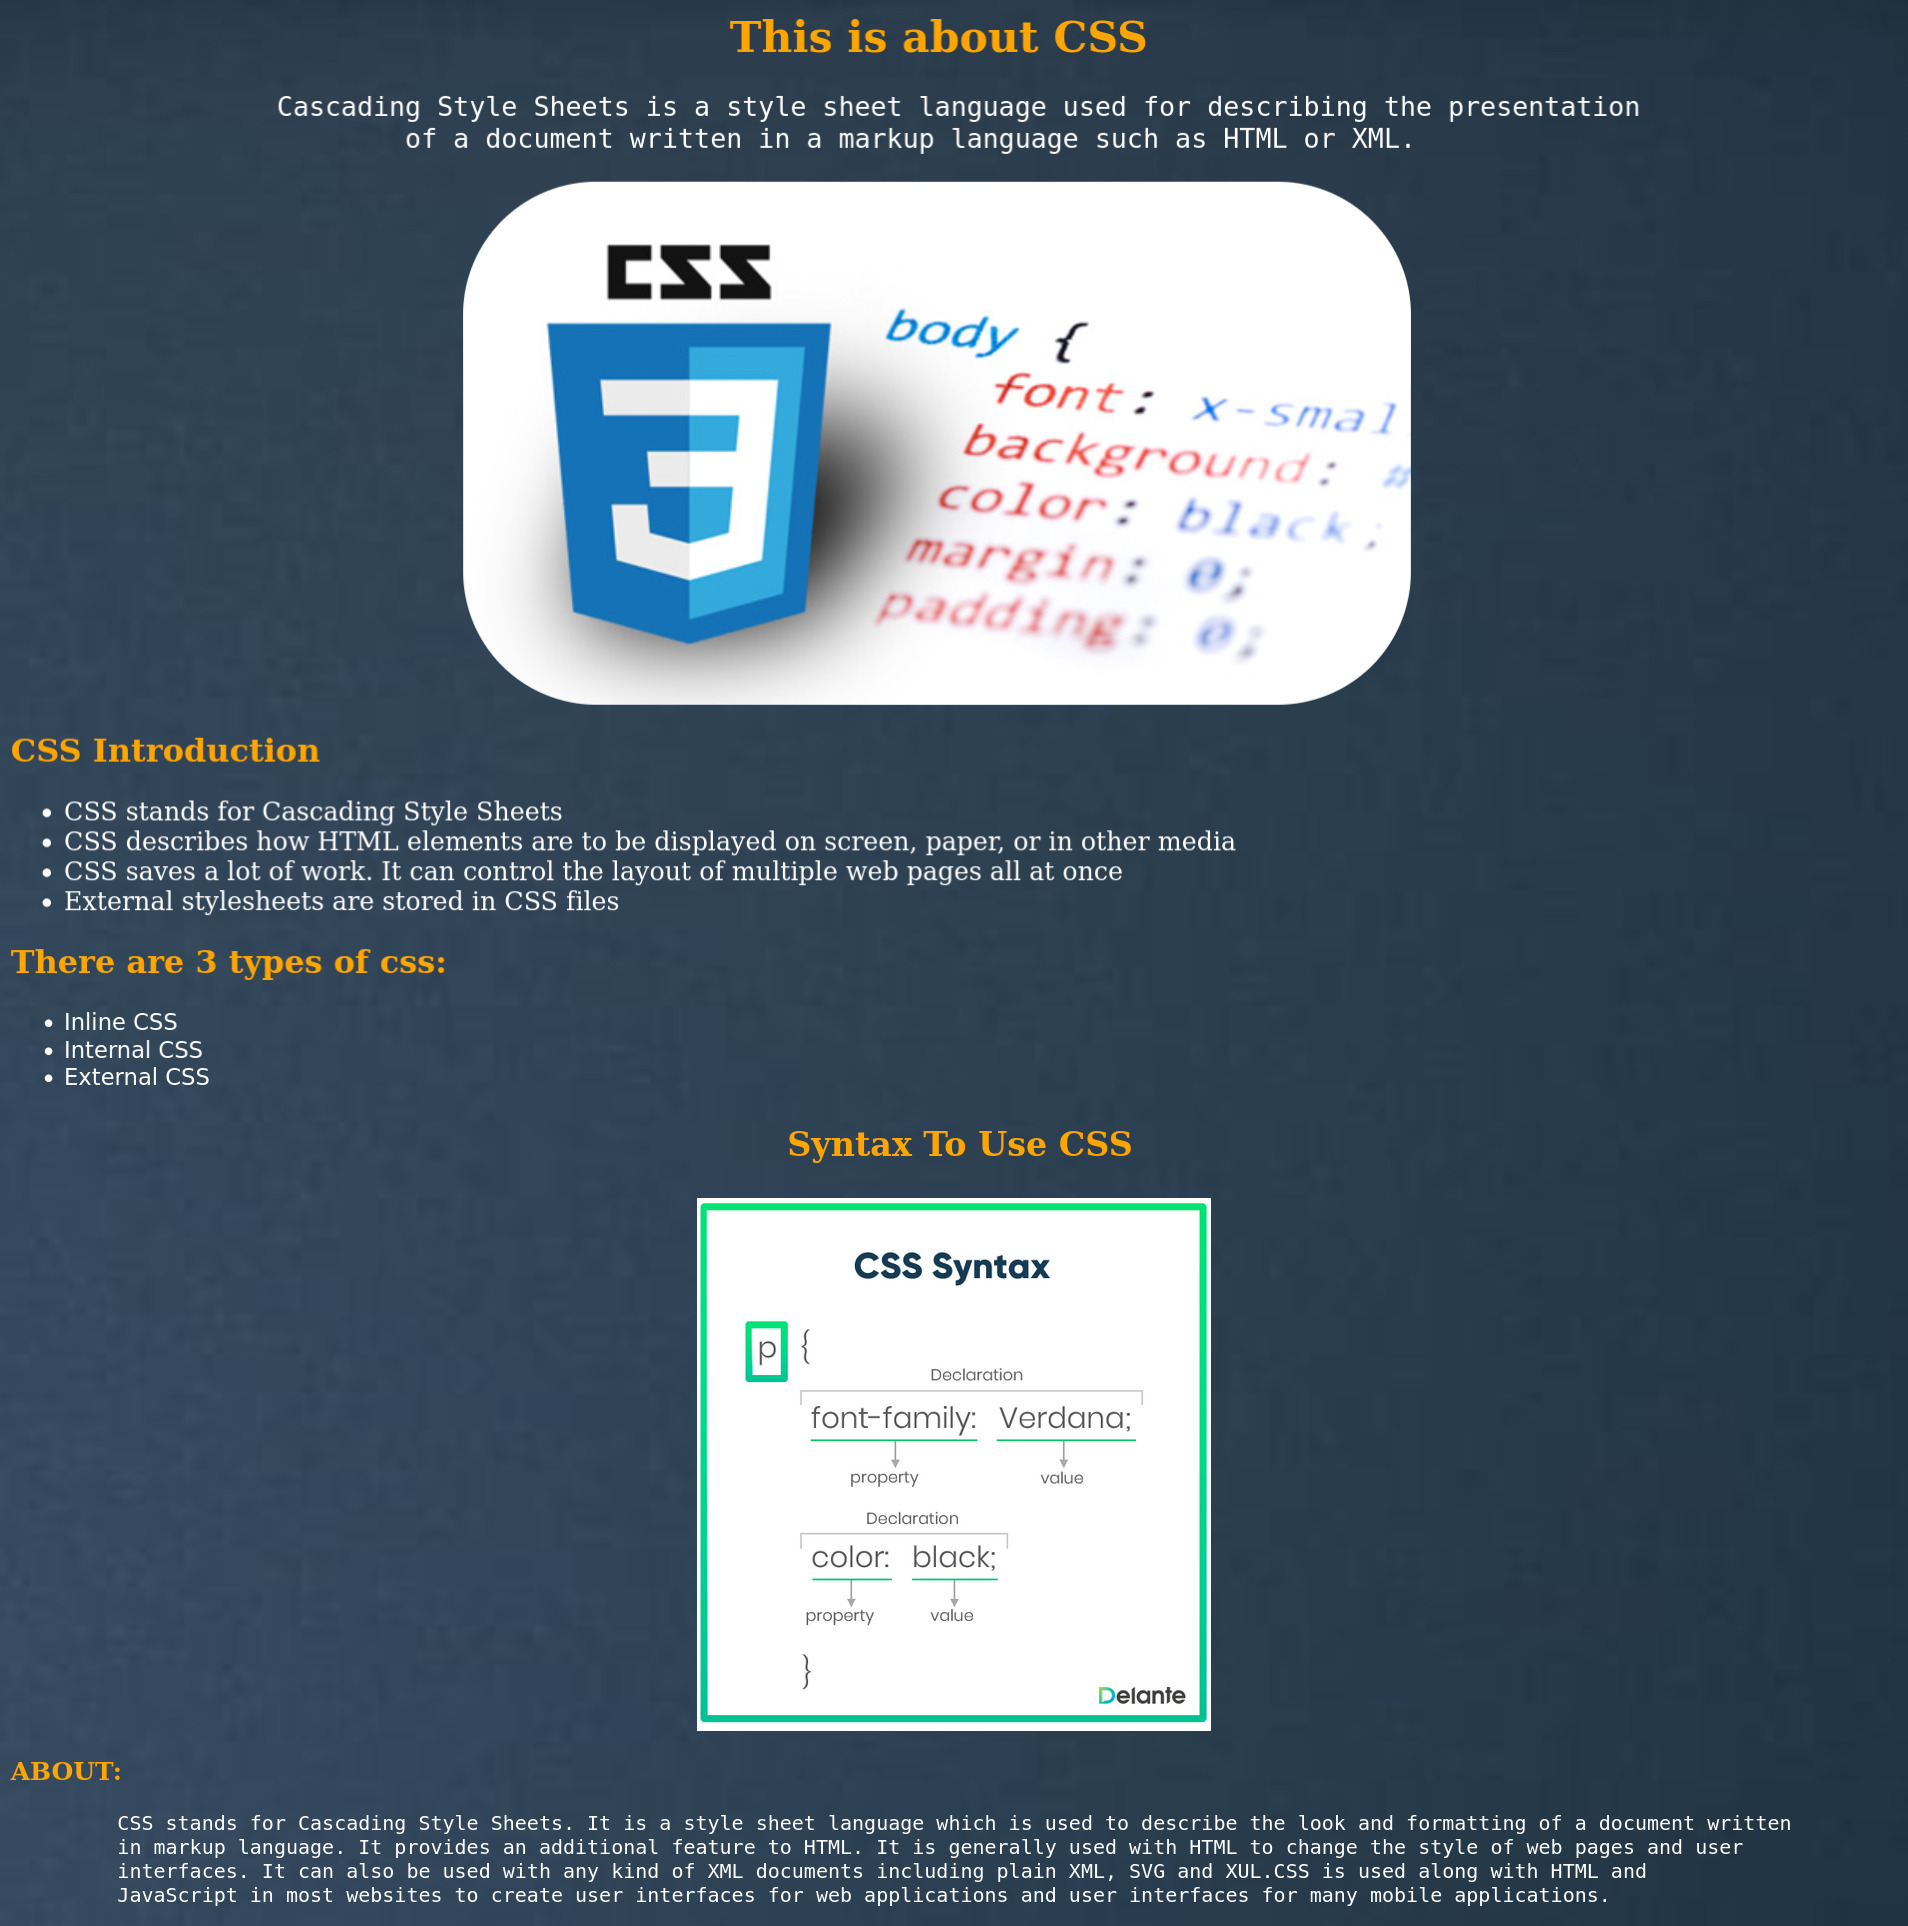 This is about CSS
Cascading Style Sheets is a style sheet language used for describing the presentation
of a document written in a markup language such as HTML or XML.
CSS
body {
font: x-smal
background: #
color: black;
margin: 0;
padding: 0;
CSS Introduction
• CSS stands for Cascading Style Sheets
• CSS describes how HTML elements are to be displayed on screen, paper, or in other media
• CSS saves a lot of work. It can control the layout of multiple web pages all at once
• External stylesheets are stored in CSS files
There are 3 types of css:
• Inline CSS
• Internal CSS
• External CSS
Syntax To Use CSS
CSS Syntax
p {
Declaration
font-family: Verdana;
property value
Declaration
color: black;
property value
}
Delante
ABOUT:
CSS stands for Cascading Style Sheets. It is a style sheet language which is used to describe the look and formatting of a document written
in markup language. It provides an additional feature to HTML. It is generally used with HTML to change the style of web pages and user
interfaces. It can also be used with any kind of XML documents including plain XML, SVG and XUL.CSS is used along with HTML and
JavaScript in most websites to create user interfaces for web applications and user interfaces for many mobile applications.